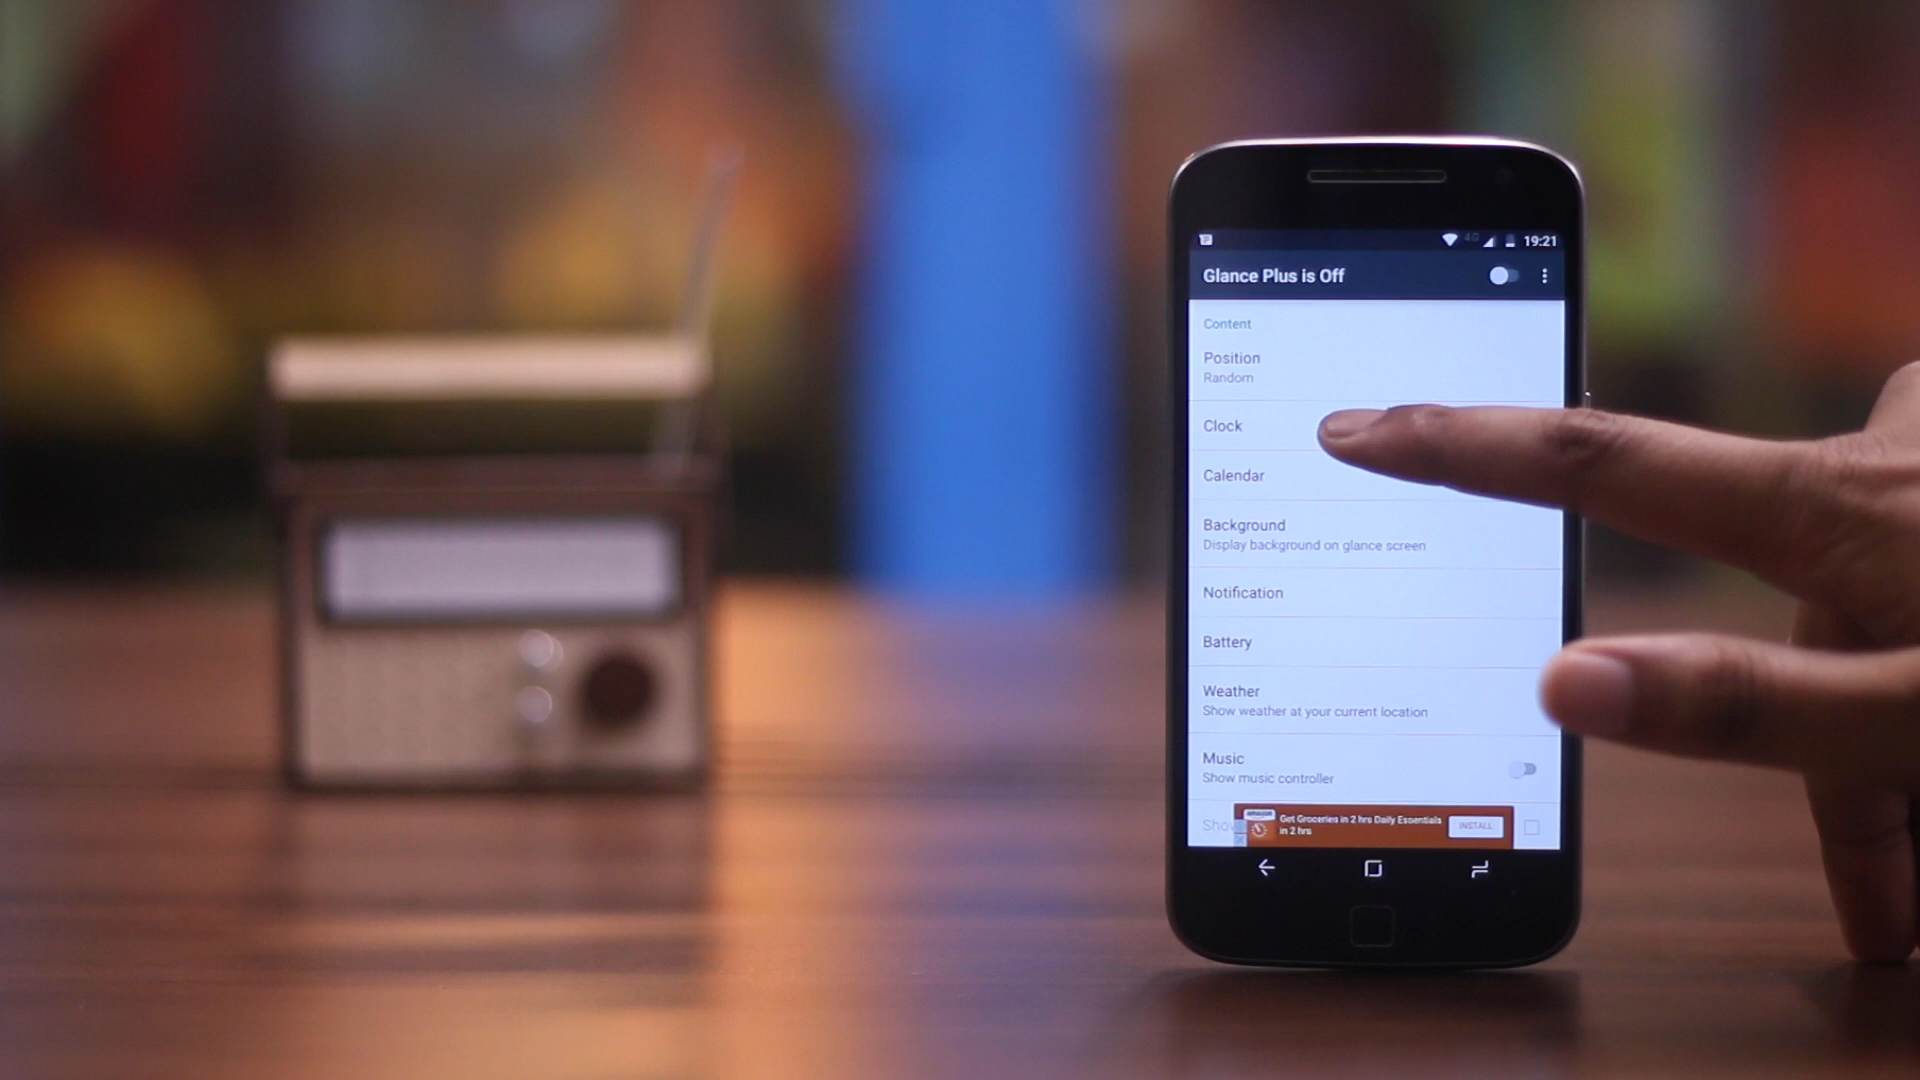 4G 19:21
Glance Plus is Off
Content
Position
Random
Clock
Calendar
Background
Display background on glance screen
Notification
Battery
Weather
Show weather at your current location
Music
Show music controller
Show
Get Groceries in 2 hrs Daily Essentials
in 2 hrs
INSTALL